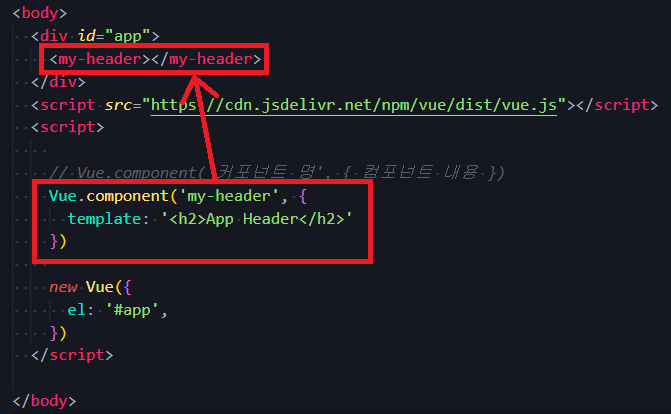 <body>
<div id="app">
<my-header></my-header>
</div>
<script src="https://cdn.jsdelivr.net/npm/vue/dist/vue.js"></script>
<script>
// Vue.component('커포넌트 명', { 컴포넌트 내용 })
Vue.component('my-header', {
template: '<h2>App Header</h2>'
})
new Vue({
el: '#app',
})
</script>
</body>